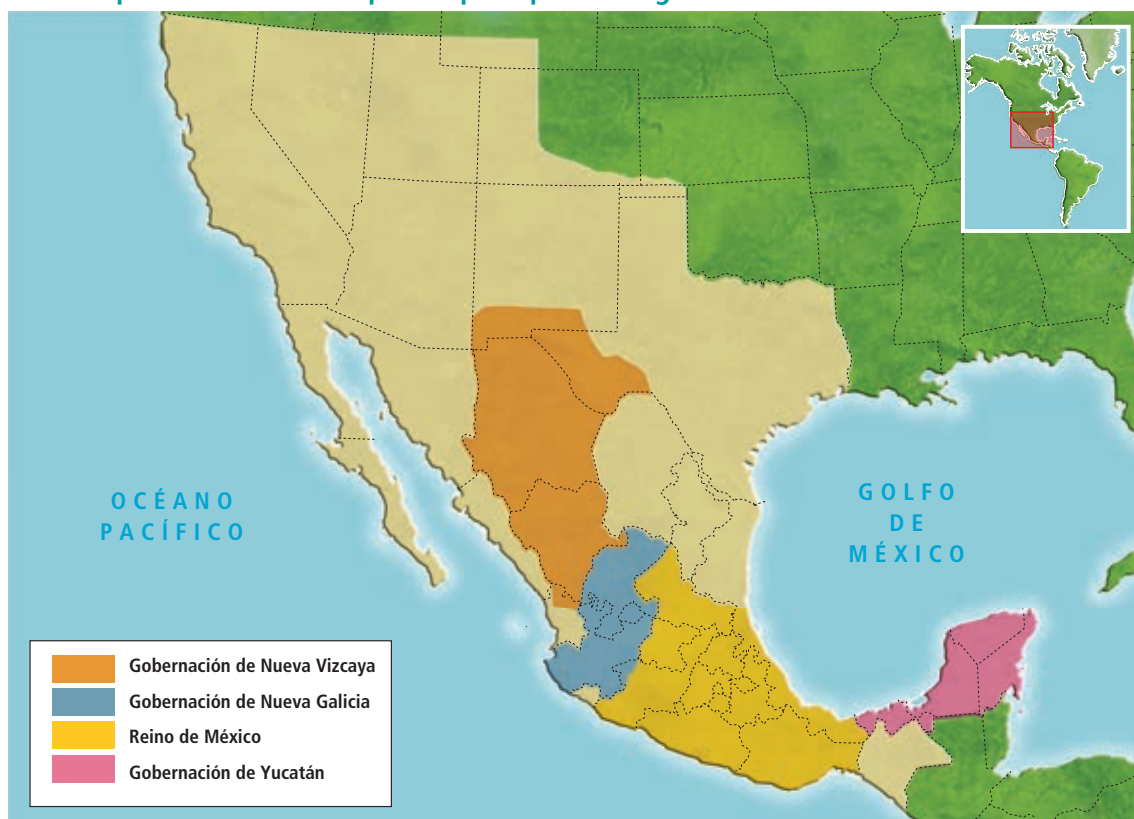 OCÉANO
PACÍFICO
GOLFO
DE
MÉXICO
Gobernación de Nueva Vizcaya
Gobernación de Nueva Galicia
Reino de México
Gobernación de Yucatán